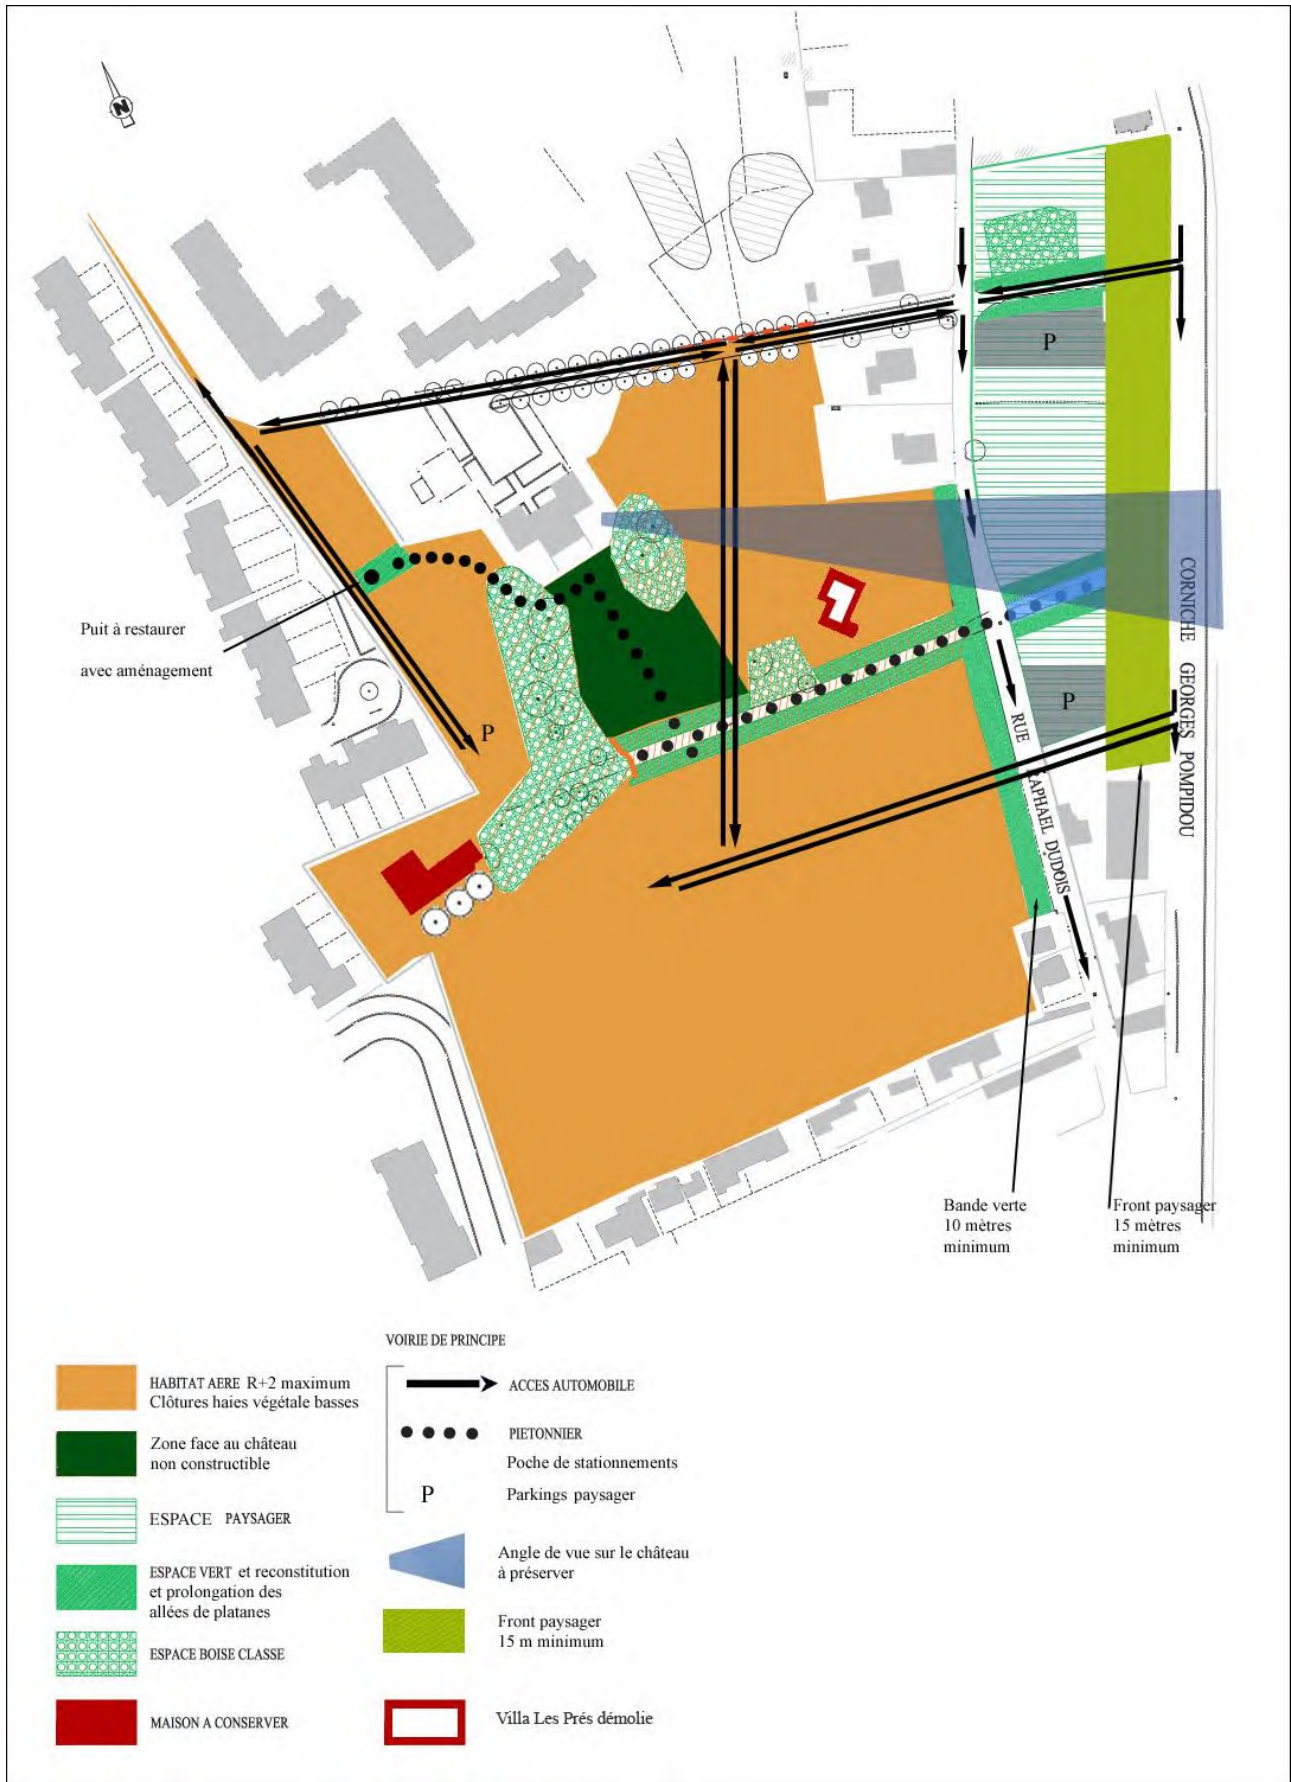 N
P
CORNICHE GEORGES POMPIDOU
Puit à restaurer
avec aménagement
P
P
RUE RAPHAEL DUDOIS
Bande verte
10 mètres
minimum
Front paysager
15 mètres
minimum
VOIRIE DE PRINCIPE
HABITAT AERE R+2 maximum
Clôtures haies végétale basses
ACCES AUTOMOBILE
Zone face au château
non constructible
PIETONNIER
Poche de stationnements
P
Parkings paysager
ESPACE PAYSAGER
ESPACE VERT et reconstitution
et prolongation des
allées de platanes
Angle de vue sur le château
à préserver
ESPACE BOISE CLASSE
Front paysager
15 m minimum
MAISON A CONSERVER
Villa Les Prés démolie